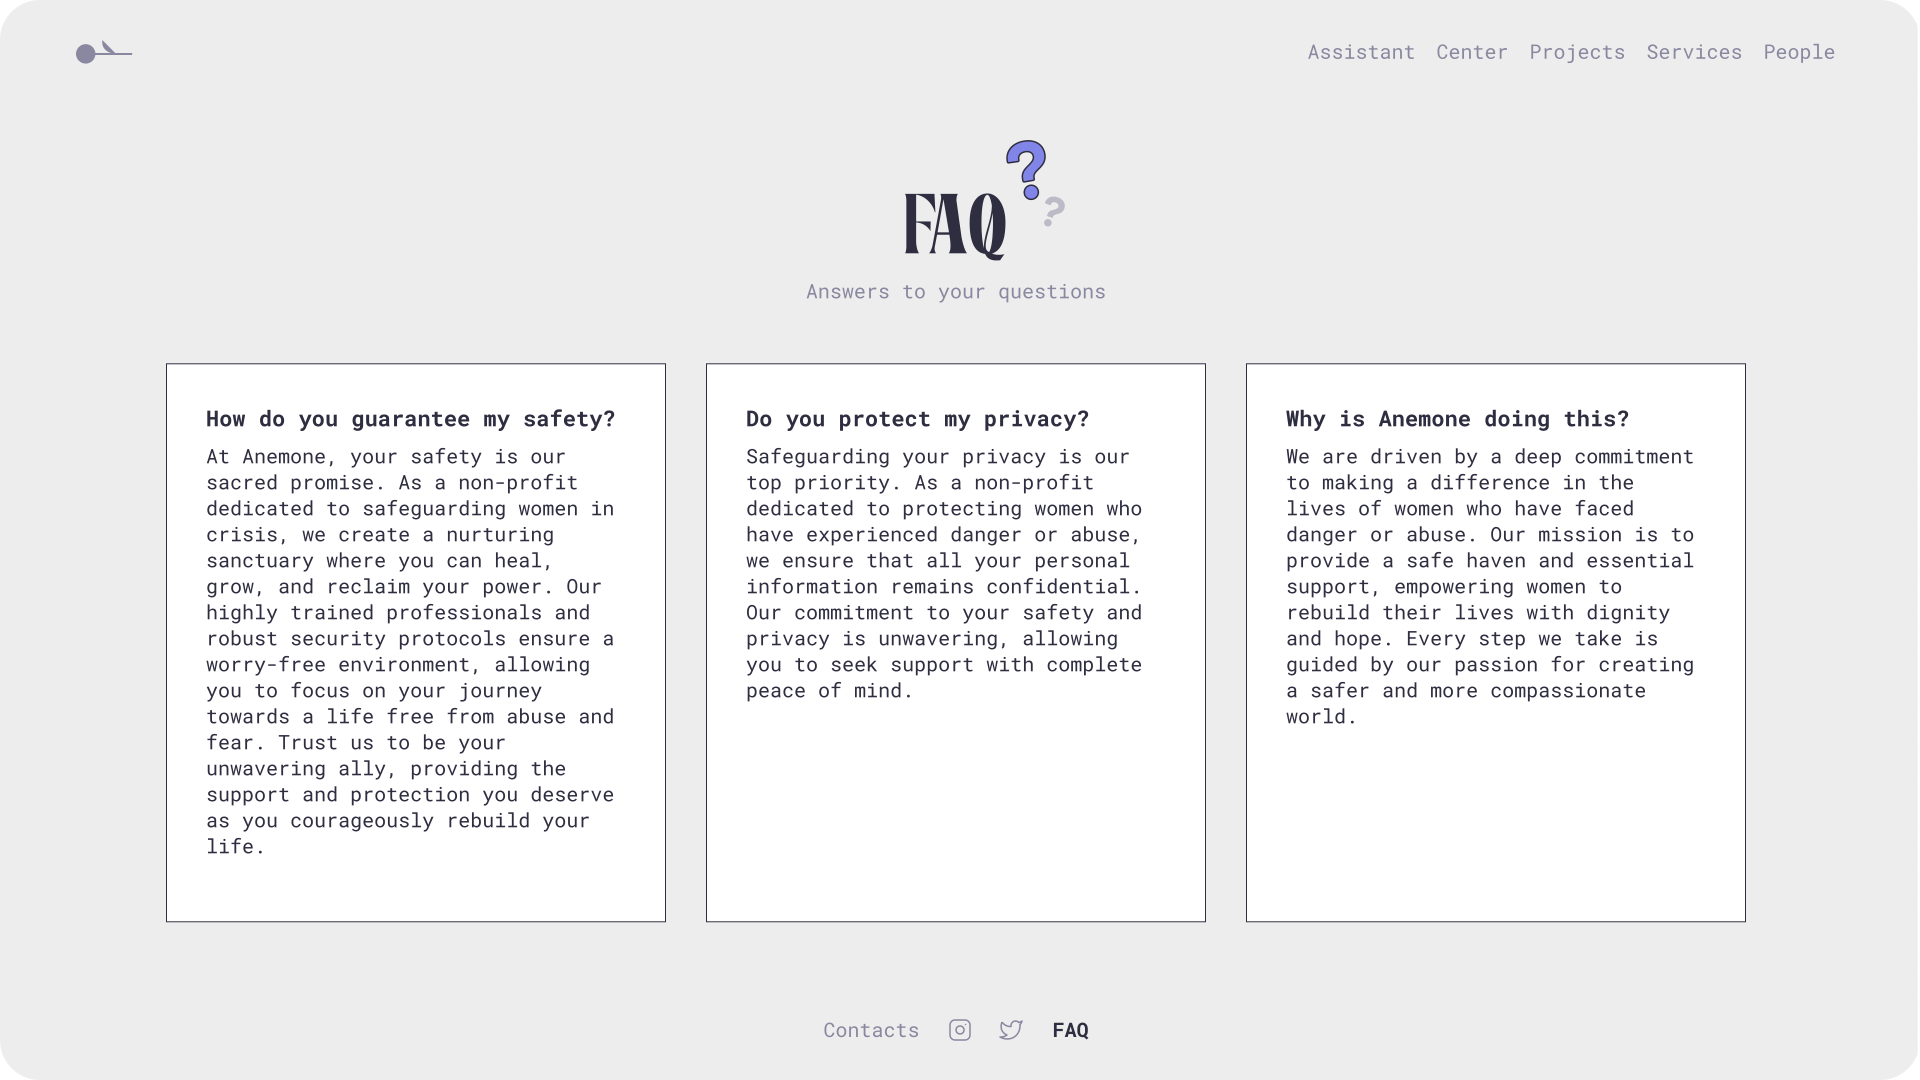 Assistant Center Projects Services People
FAQ
Answers to your questions
How do you guarantee my safety?
At Anemone, your safety is our
sacred promise. As a non-profit
dedicated to safeguarding women in
crisis, we create a nurturing
sanctuary where you can heal,
grow, and reclaim your power. Our
highly trained professionals and
robust security protocols ensure a
worry-free environment, allowing
you to focus on your journey
towards a life free from abuse and
fear. Trust us to be your
unwavering ally, providing the
support and protection you deserve
as you courageously rebuild your
life.
Do you protect my privacy?
Safeguarding your privacy is our
top priority. As a non-profit
dedicated to protecting women who
have experienced danger or abuse,
we ensure that all your personal
information remains confidential.
Our commitment to your safety and
privacy is unwavering, allowing
you to seek support with complete
peace of mind.
Why is Anemone doing this?
We are driven by a deep commitment
to making a difference in the
lives of women who have faced
danger or abuse. Our mission is to
provide a safe haven and essential
support, empowering women to
rebuild their lives with dignity
and hope. Every step we take is
guided by our passion for creating
a safer and more compassionate
world.
Contacts FAQ